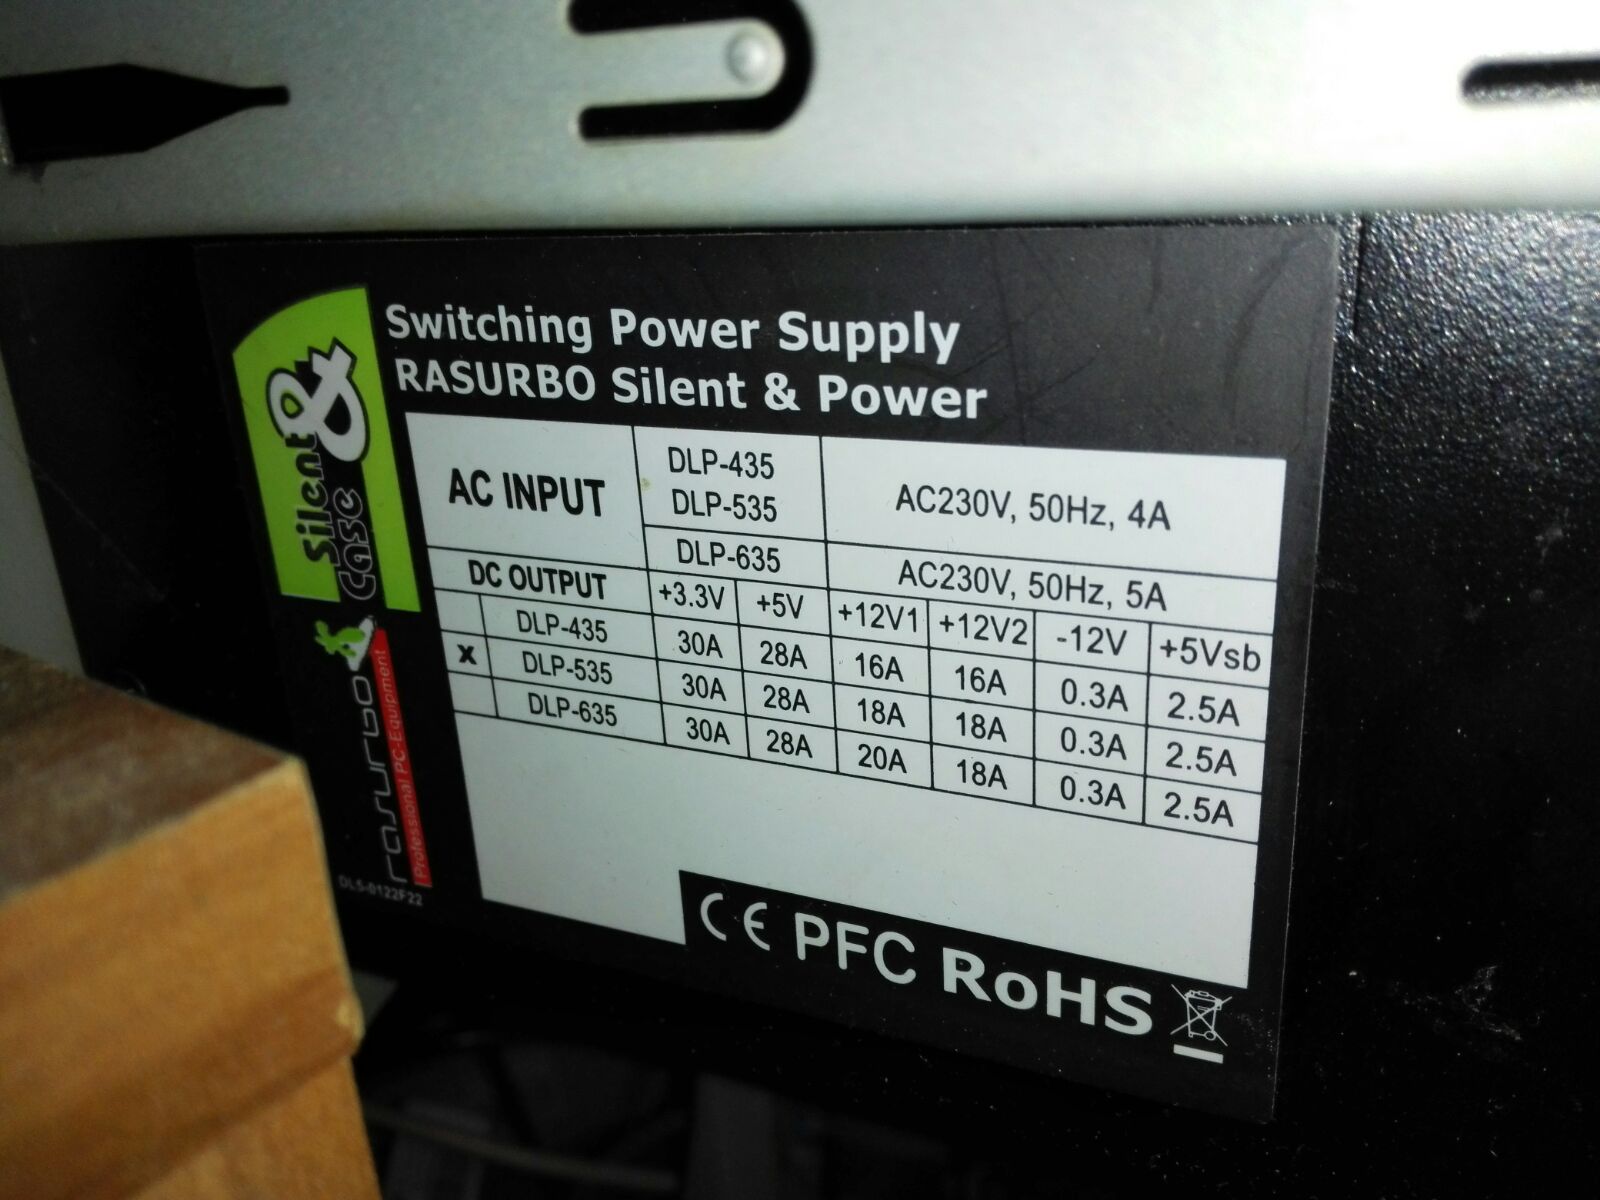 Switching Power Supply
RASURBO Silent & Power
Silent &
CASE
rasurbo
Professional PC-Equipment
DLS-0122F22
AC INPUT DLP-435 AC230V, 50Hz, 4A
DLP-535
DLP-635 AC230V, 50Hz, 5A
DC OUTPUT +3.3V +5V +12V1 +12V2 -12V +5Vsb
DLP-435 30A 28A 16A 16A 0.3A 2.5A
x DLP-535 30A 28A 18A 18A 0.3A 2.5A
DLP-635 30A 28A 20A 18A 0.3A 2.5A
CE PFC RoHS